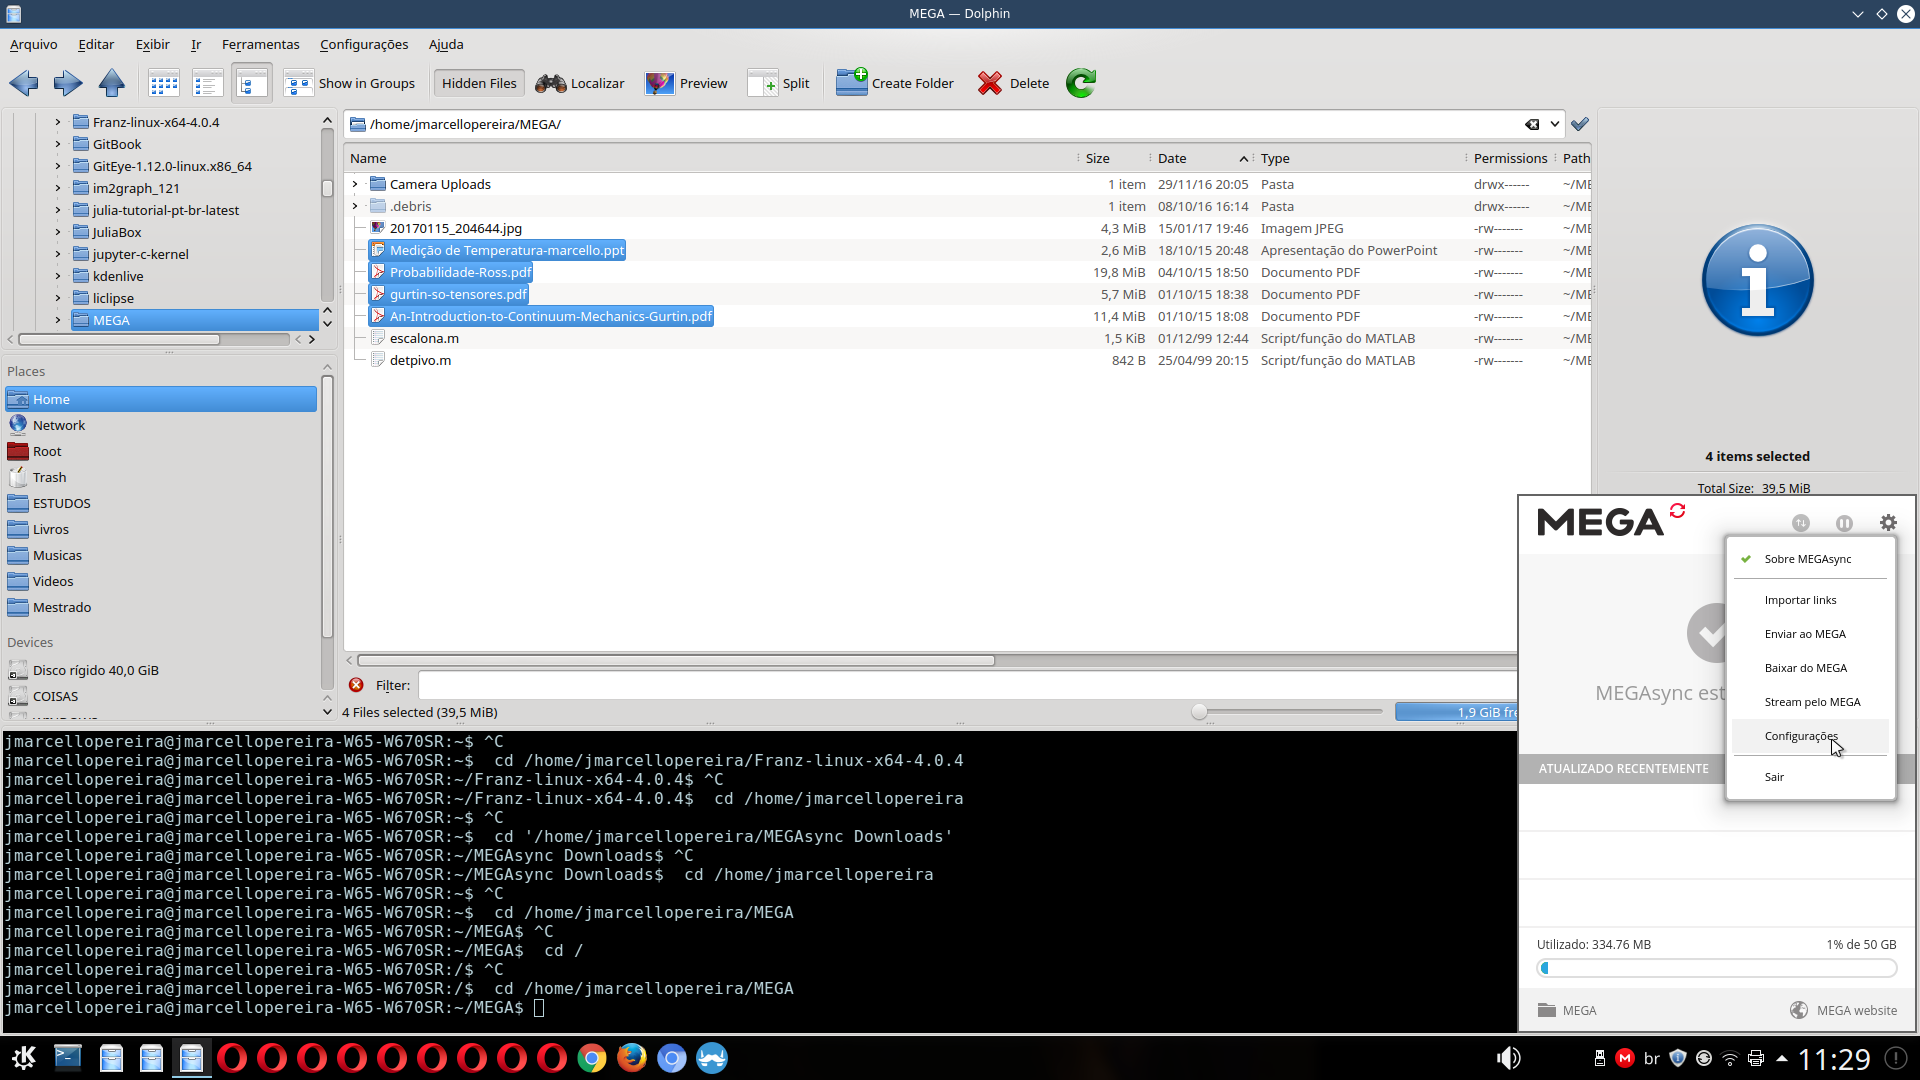 MEGA — Dolphin
Arquivo Editar Exibir Ir Ferramentas Configurações Ajuda
Show in Groups Hidden Files Localizar Preview Split Create Folder Delete
Franz-linux-x64-4.0.4
GitBook
GitEye-1.12.0-linux.x86_64
im2graph_121
julia-tutorial-pt-br-latest
JuliaBox
jupyter-c-kernel
kdenlive
liclipse
MEGA
Places
Home
Network
Root
Trash
ESTUDOS
Livros
Musicas
Videos
Mestrado
Devices
Disco rígido 40,0 GiB
COISAS
/home/jmarcellopereira/MEGA/
Name Size Date Type Permissions Path
Camera Uploads 1 item 29/11/16 20:05 Pasta drwx------ ~/ME
.debris 1 item 08/10/16 16:14 Pasta drwx------ ~/ME
20170115_204644.jpg 4,3 MiB 15/01/17 19:46 Imagem JPEG -rw------- ~/ME
Medição de Temperatura-marcello.ppt 2,6 MiB 18/10/15 20:48 Apresentação do PowerPoint -rw------- ~/ME
Probabilidade-Ross.pdf 19,8 MiB 04/10/15 18:50 Documento PDF -rw------- ~/ME
gurtin-so-tensores.pdf 5,7 MiB 01/10/15 18:38 Documento PDF -rw------- ~/ME
An-Introduction-to-Continuum-Mechanics-Gurtin.pdf 11,4 MiB 01/10/15 18:08 Documento PDF -rw------- ~/ME
escalona.m 1,5 KiB 01/12/99 12:44 Script/função do MATLAB -rw------- ~/ME
detpivo.m 842 B 25/04/99 20:15 Script/função do MATLAB -rw------- ~/ME
Filter:
4 Files selected (39,5 MiB) 1,9 GiB fre
4 items selected
Total Size: 39,5 MiB
MEGA
Sobre MEGAsync
Importar links
Enviar ao MEGA
Baixar do MEGA
Stream pelo MEGA
Configurações
Sair
MEGAsync est
ATUALIZADO RECENTEMENTE
Utilizado: 334.76 MB 1% de 50 GB
MEGA MEGA website
jmarcellopereira@jmarcellopereira-W65-W670SR:~$ ^C
jmarcellopereira@jmarcellopereira-W65-W670SR:~$  cd /home/jmarcellopereira/Franz-linux-x64-4.0.4
jmarcellopereira@jmarcellopereira-W65-W670SR:~/Franz-linux-x64-4.0.4$ ^C
jmarcellopereira@jmarcellopereira-W65-W670SR:~/Franz-linux-x64-4.0.4$  cd /home/jmarcellopereira
jmarcellopereira@jmarcellopereira-W65-W670SR:~$ ^C
jmarcellopereira@jmarcellopereira-W65-W670SR:~$  cd '/home/jmarcellopereira/MEGAsync Downloads'
jmarcellopereira@jmarcellopereira-W65-W670SR:~/MEGAsync Downloads$ ^C
jmarcellopereira@jmarcellopereira-W65-W670SR:~/MEGAsync Downloads$  cd /home/jmarcellopereira
jmarcellopereira@jmarcellopereira-W65-W670SR:~$ ^C
jmarcellopereira@jmarcellopereira-W65-W670SR:~$  cd /home/jmarcellopereira/MEGA
jmarcellopereira@jmarcellopereira-W65-W670SR:~/MEGA$ ^C
jmarcellopereira@jmarcellopereira-W65-W670SR:~/MEGA$  cd /
jmarcellopereira@jmarcellopereira-W65-W670SR:/$ ^C
jmarcellopereira@jmarcellopereira-W65-W670SR:/$  cd /home/jmarcellopereira/MEGA
jmarcellopereira@jmarcellopereira-W65-W670SR:~/MEGA$
br 11:29